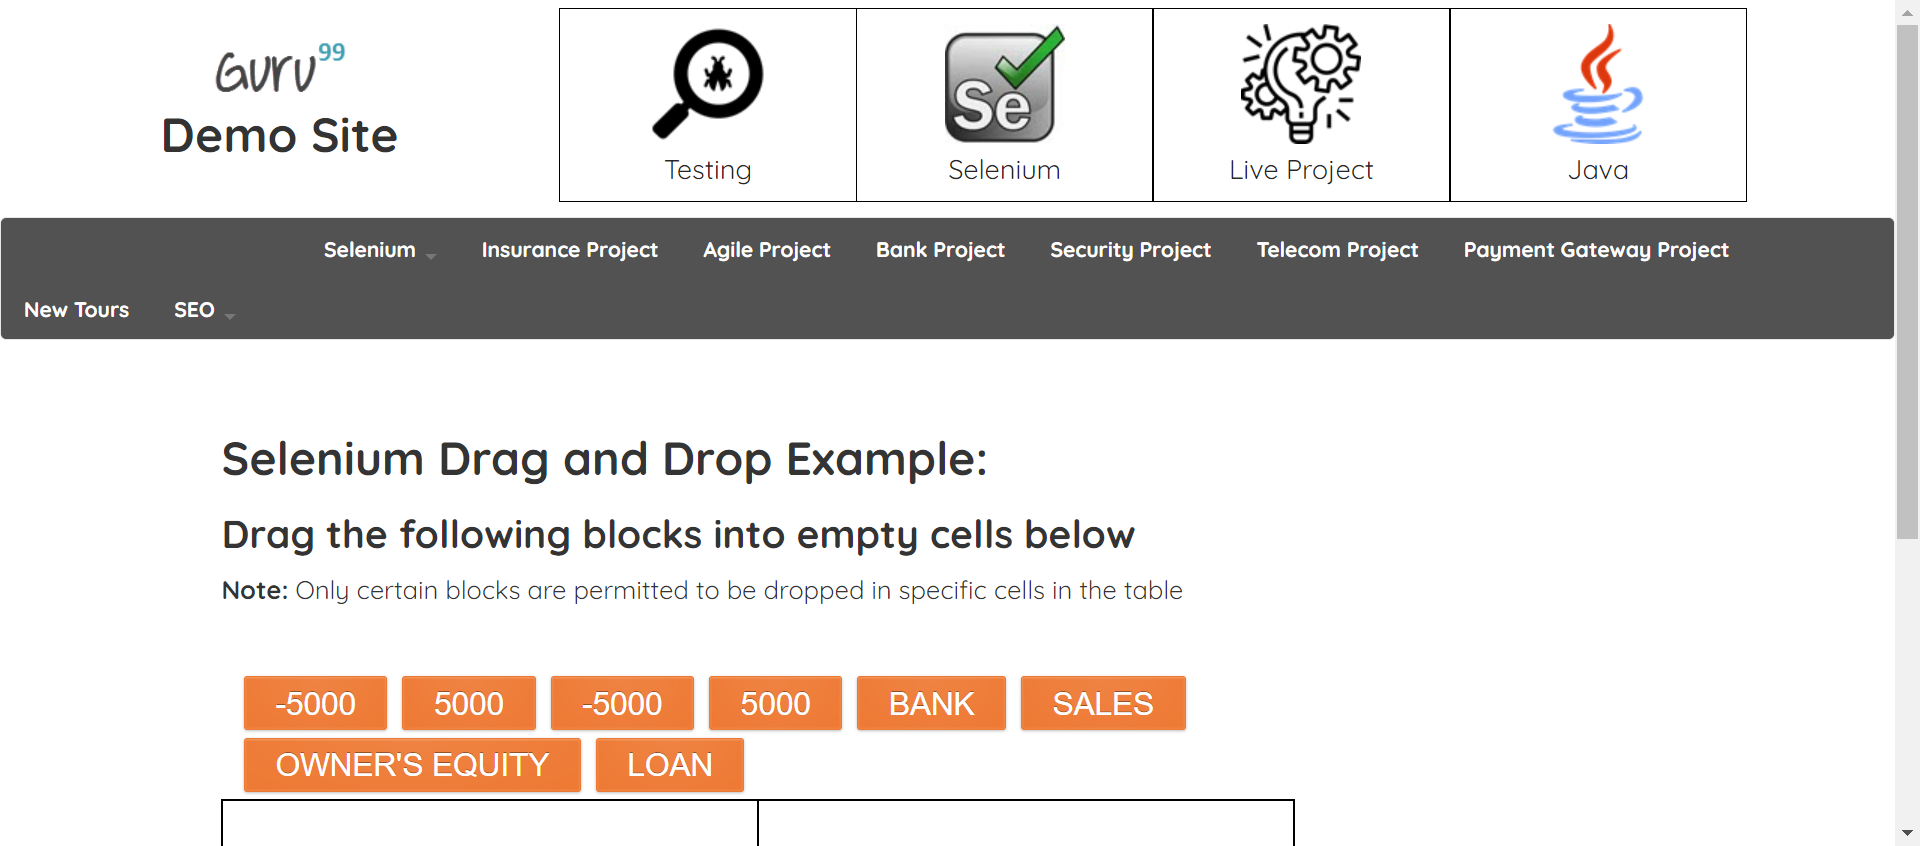 Guru99
Demo Site
Testing
Se
Selenium
Live Project
Java
Selenium Insurance Project Agile Project Bank Project Security Project Telecom Project Payment Gateway Project
New Tours SEO
Selenium Drag and Drop Example:
Drag the following blocks into empty cells below
Note: Only certain blocks are permitted to be dropped in specific cells in the table
-5000 5000 -5000 5000 BANK SALES
OWNER'S EQUITY LOAN